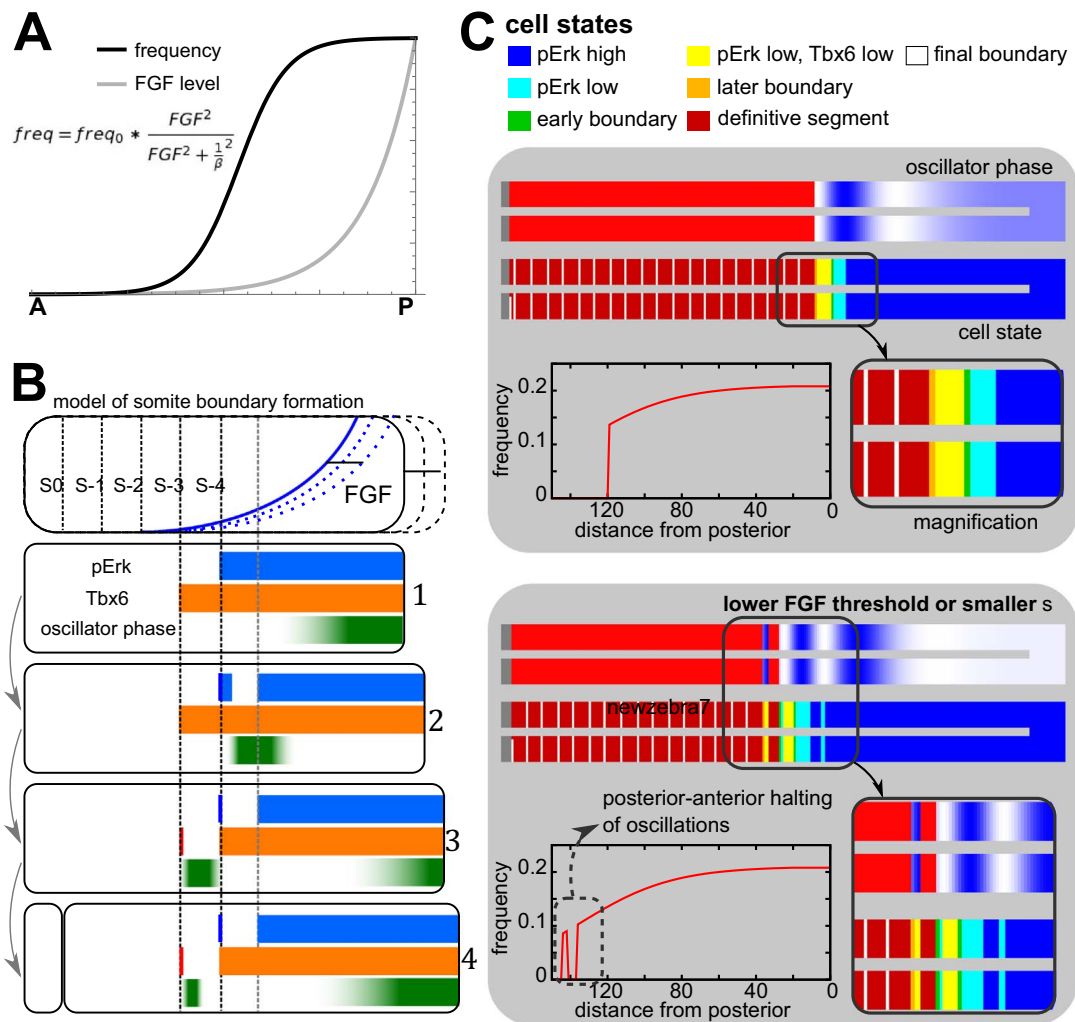 A
frequency
FGF level
freq = freq₀ * FGF² / FGF² + 1/β ²
A P
B
model of somite boundary formation
S0 S-1 S-2 S-3 S-4
FGF
pErk
Tbx6
oscillator phase
1
2
3
4
C
cell states
pErk high
pErk low, Tbx6 low
final boundary
pErk low
later boundary
early boundary
definitive segment
oscillator phase
cell state
0.2
0.1
0
frequency
120 80 40 0
distance from posterior
magnification
lower FGF threshold or smaller s
newzebra7
posterior-anterior halting
of oscillations
0.2
0.1
0
frequency
120 80 40 0
distance from posterior